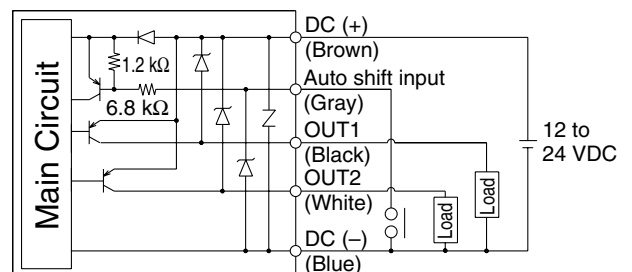 Main Circuit
1.2 kΩ
6.8 kΩ
DC (+)
(Brown)
Auto shift input
(Gray)
OUT1
(Black)
OUT2
(White)
DC (–)
(Blue)
Load
Load
12 to
24 VDC